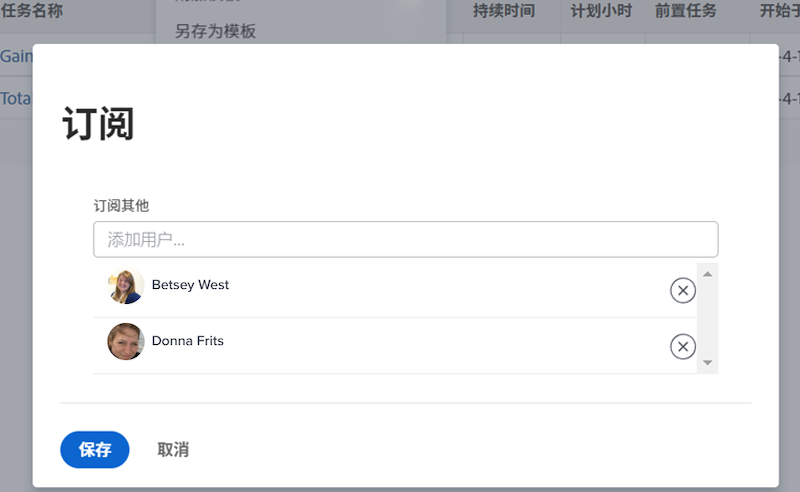 任务名称 持续时间 计划小时 前置任务 开始于
另存为模板
Gain -4-1
Tota -4-1
订阅
订阅其他
添加用户...
Betsey West
Donna Frits
保存 取消